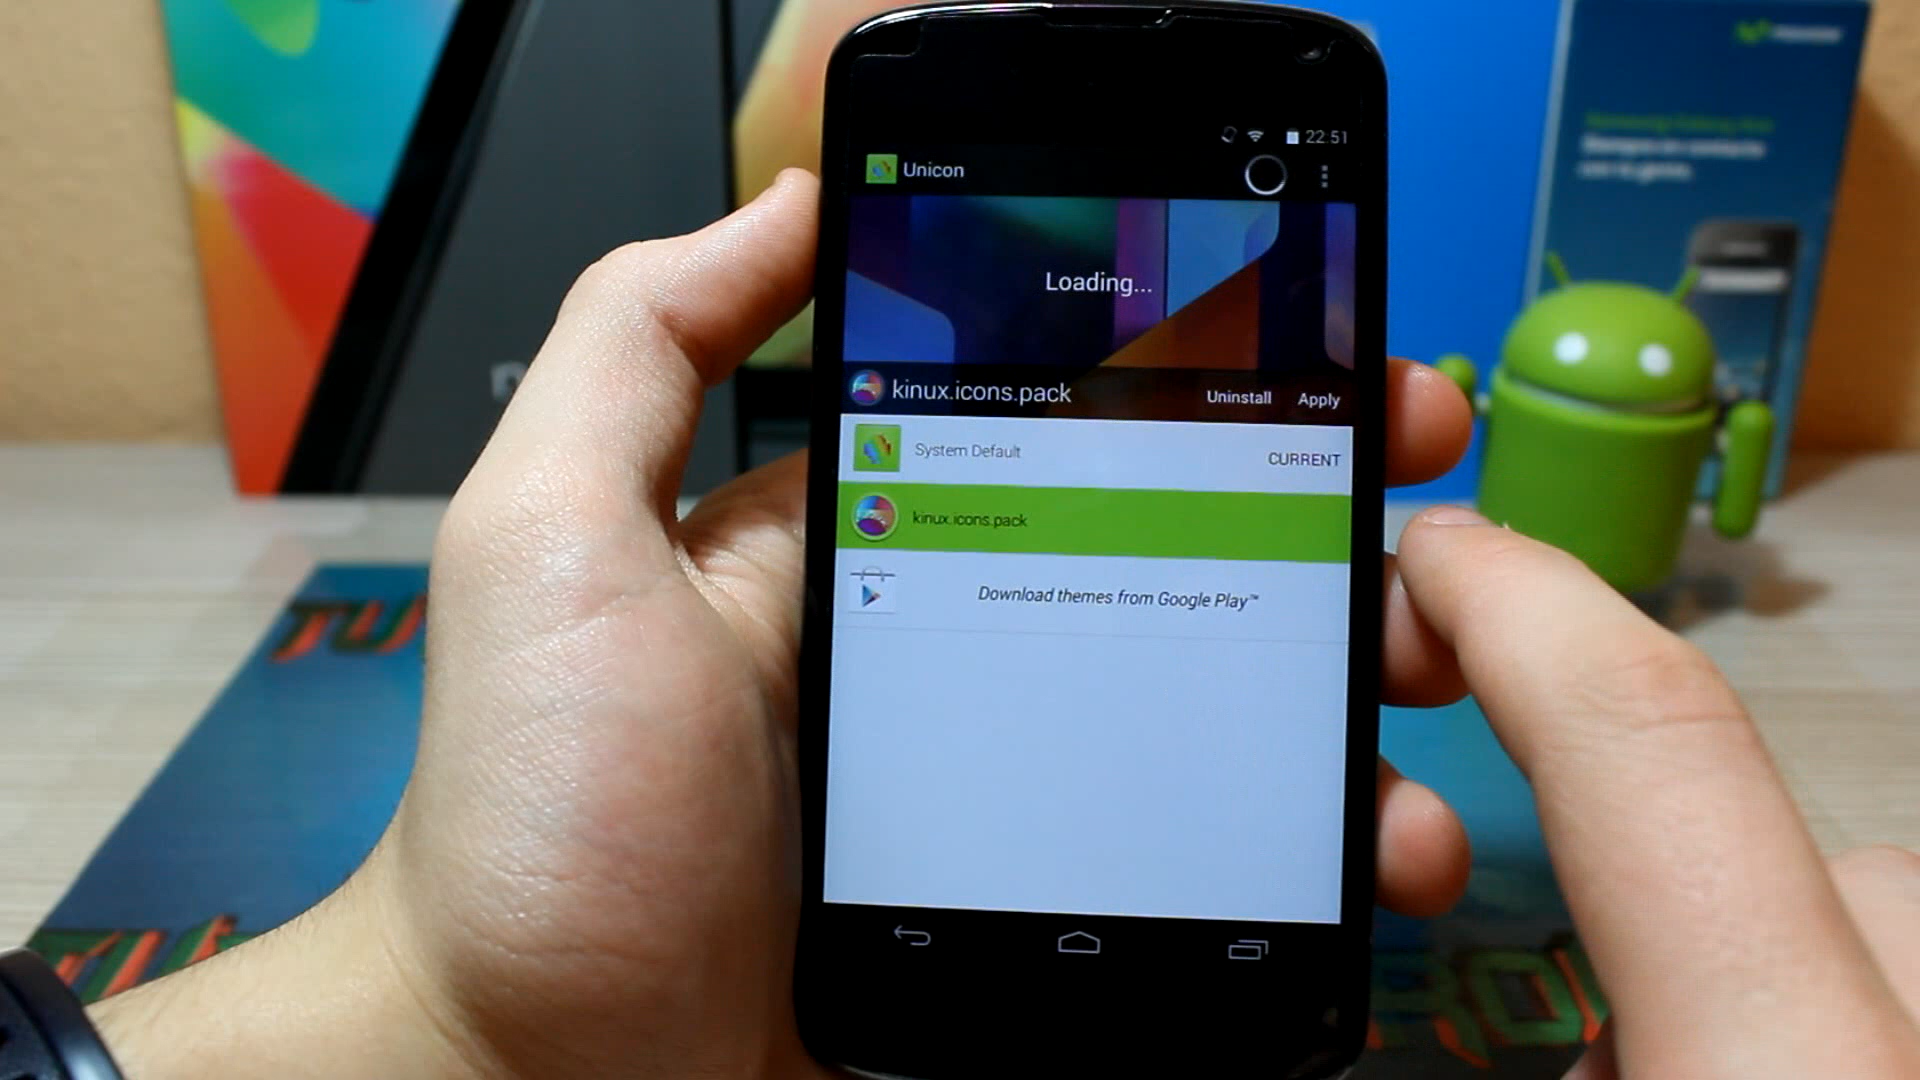 22:51
Unicon
Loading...
kinux.icons.pack
Uninstall
Apply
System Default
CURRENT
kinux.icons.pack
Download themes from Google Play™
TU